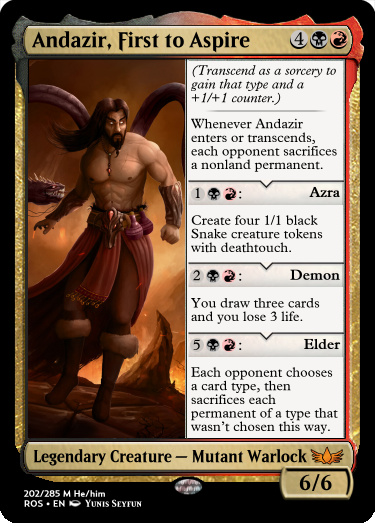 Andazir, First to Aspire 4BR
(Transcend as a sorcery to
gain that type and a
+1/+1 counter.)
Whenever Andazir
enters or transcends,
each opponent sacrifices
a nonland permanent.
1BR: Azra
Create four 1/1 black
Snake creature tokens
with deathtouch.
2BR: Demon
You draw three cards
and you lose 3 life.
5BR: Elder
Each opponent chooses
a card type, then
sacrifices each
permanent of a type that
wasn't chosen this way.
Legendary Creature — Mutant Warlock
6/6
202/285 M He/him
ROS • EN Yunis Seyfun